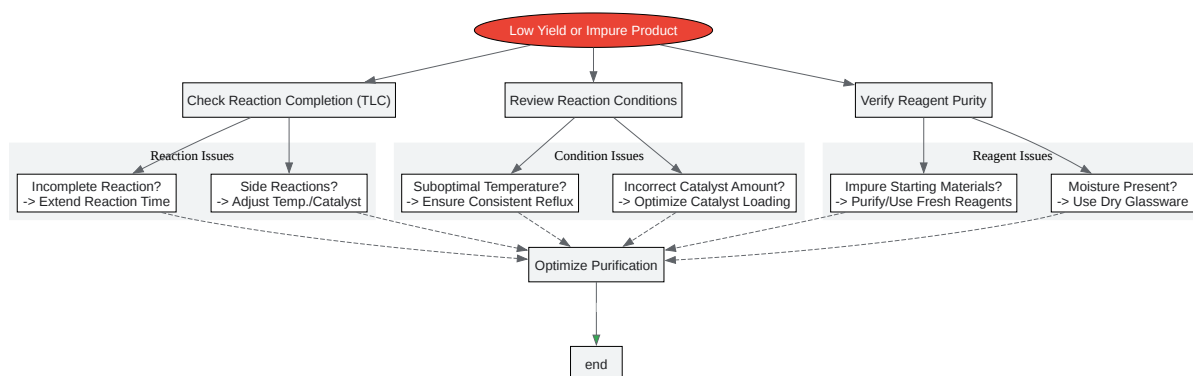 Low Yield or Impure Product
Check Reaction Completion (TLC)
Review Reaction Conditions
Verify Reagent Purity
Reaction Issues
Condition Issues
Reagent Issues
Incomplete Reaction?
-> Extend Reaction Time
Side Reactions?
-> Adjust Temp./Catalyst
Suboptimal Temperature?
-> Ensure Consistent Reflux
Incorrect Catalyst Amount?
-> Optimize Catalyst Loading
Impure Starting Materials?
-> Purify/Use Fresh Reagents
Moisture Present?
-> Use Dry Glassware
Optimize Purification
end